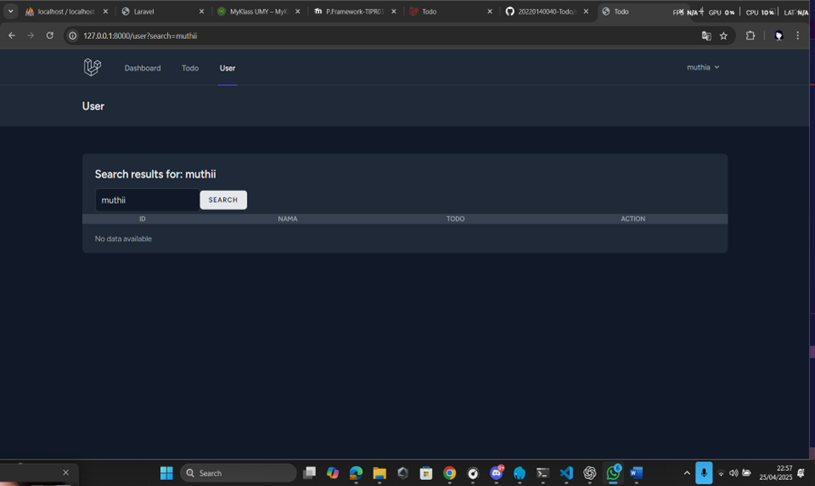 localhost / localhost
Laravel
MyKlass UMY – MyK
P.Framework-TIPRD
Todo
20220140040-Todo
Todo
FPS N/A GPU 0% CPU 10% LAT N/A
127.0.0.1:8000/user?search=muthii
Dashboard
Todo
User
muthia
User
Search results for: muthii
muthii
SEARCH
ID NAMA TODO ACTION
No data available
Search
22:57
25/04/2025